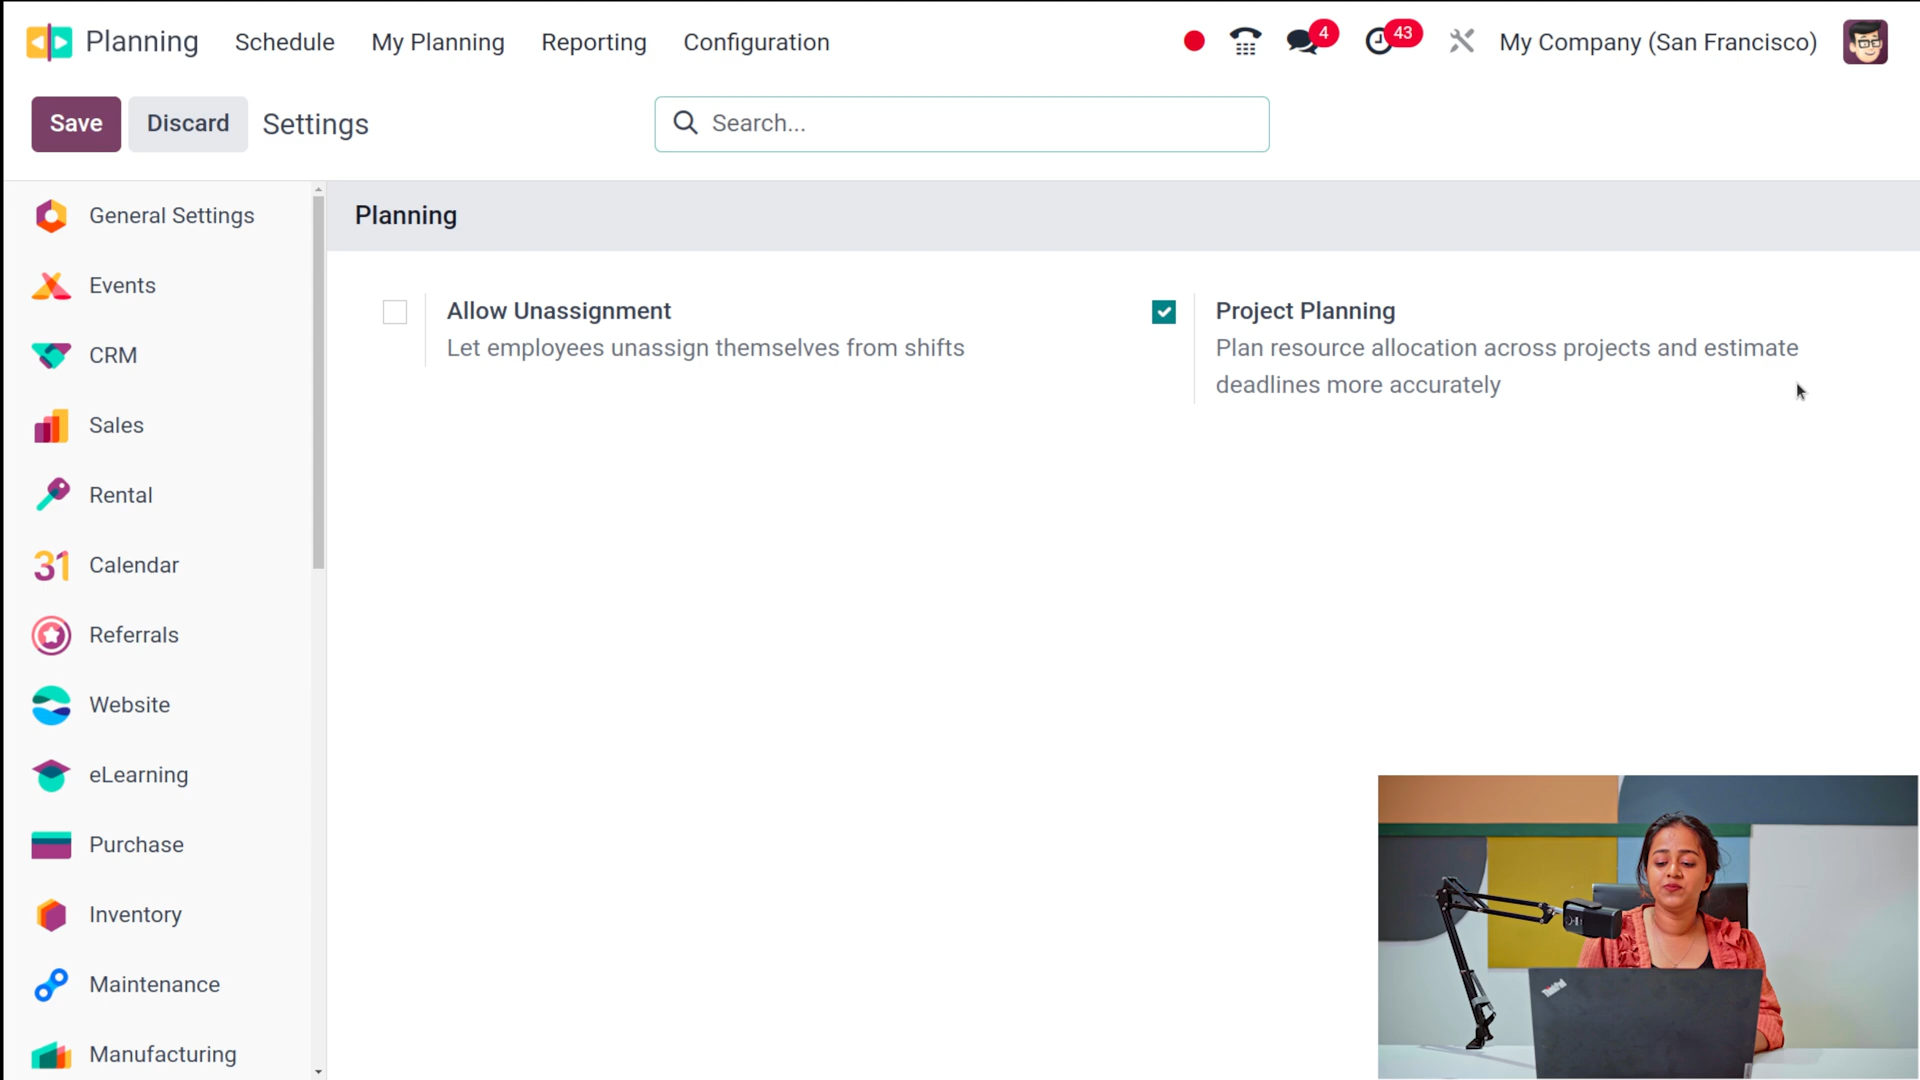 Planning
Schedule
My Planning
Reporting
Configuration
4
43
My Company (San Francisco)
Save
Discard
Settings
Search...
General Settings
Events
CRM
Sales
Rental
31
Calendar
Referrals
Website
eLearning
Purchase
Inventory
Maintenance
Manufacturing
Planning
Allow Unassignment
Let employees unassign themselves from shifts
Project Planning
Plan resource allocation across projects and estimate
deadlines more accurately
ThinkPad